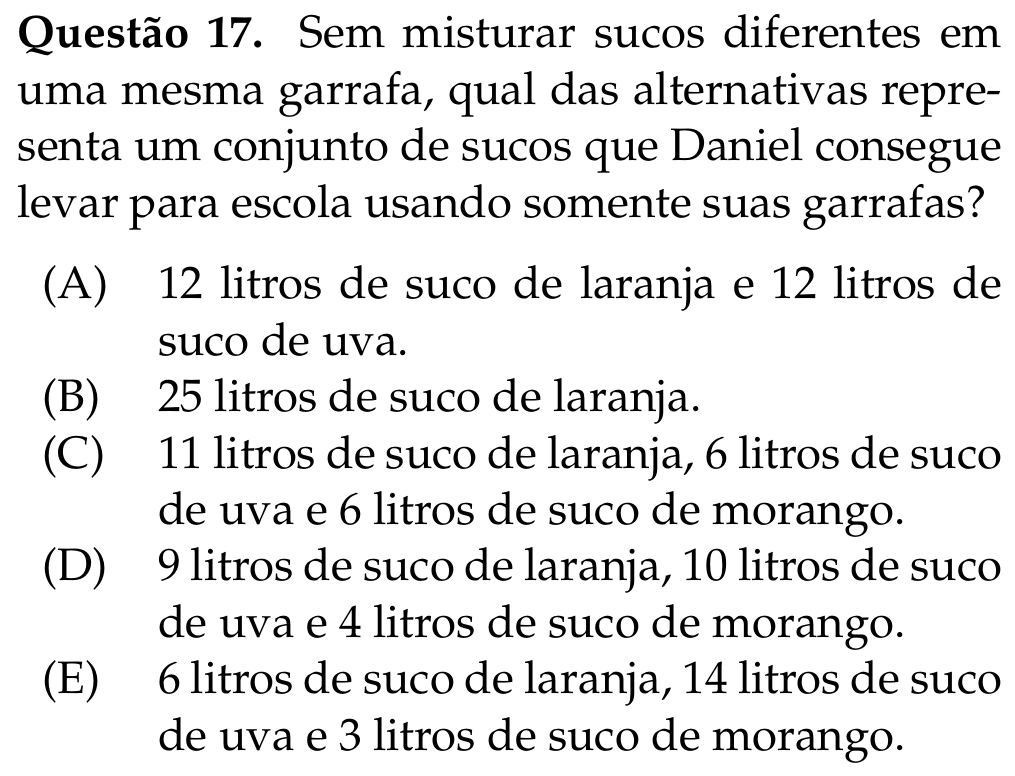 Questão 17. Sem misturar sucos diferentes em
uma mesma garrafa, qual das alternativas repre-
senta um conjunto de sucos que Daniel consegue
levar para escola usando somente suas garrafas?
(A) 12 litros de suco de laranja e 12 litros de
suco de uva.
(B) 25 litros de suco de laranja.
(C) 11 litros de suco de laranja, 6 litros de suco
de uva e 6 litros de suco de morango.
(D) 9 litros de suco de laranja, 10 litros de suco
de uva e 4 litros de suco de morango.
(E) 6 litros de suco de laranja, 14 litros de suco
de uva e 3 litros de suco de morango.